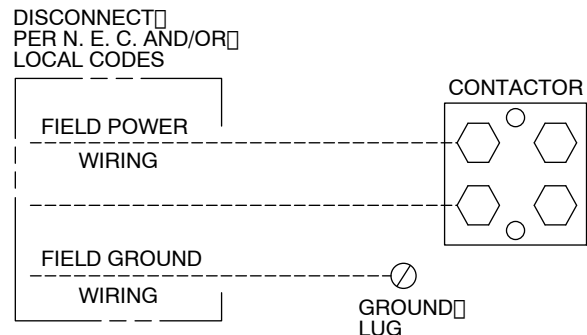 DISCONNECT
PER N. E. C. AND/OR
LOCAL CODES
CONTACTOR
FIELD POWER
WIRING
FIELD GROUND
WIRING
GROUND
LUG